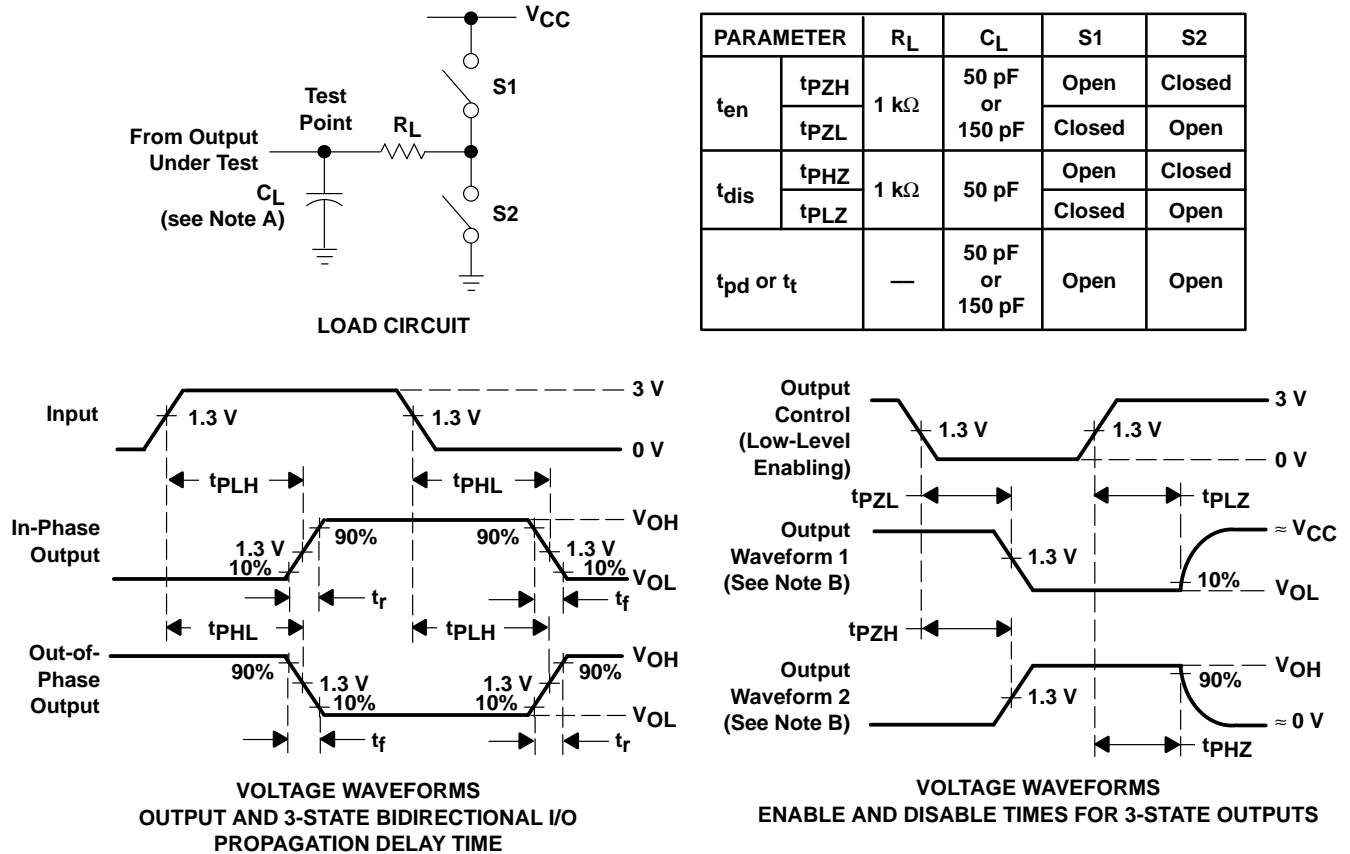 VCC
S1
Test
Point
RL
From Output
Under Test
CL
(see Note A)
S2
LOAD CIRCUIT
PARAMETER RL CL S1 S2
ten tPZH 1 kΩ 50 pF or 150 pF Open Closed
tPZL Closed Open
tdis tPHZ 1 kΩ 50 pF Open Closed
tPLZ Closed Open
tpd or tt — 50 pF or 150 pF Open Open
Input
1.3 V
1.3 V
3 V
0 V
tPLH
tPHL
In-Phase
Output
1.3 V
10%
90%
90%
1.3 V
10%
VOH
VOL
tr
tf
tPHL
tPLH
Out-of-
Phase
Output
90%
1.3 V
10%
1.3 V
10%
90%
VOH
VOL
tf
tr
VOLTAGE WAVEFORMS
OUTPUT AND 3-STATE BIDIRECTIONAL I/O
PROPAGATION DELAY TIME
Output
Control
(Low-Level
Enabling)
1.3 V
1.3 V
3 V
0 V
tPZL
tPLZ
Output
Waveform 1
(See Note B)
1.3 V
10%
≈ VCC
VOL
tPZH
Output
Waveform 2
(See Note B)
1.3 V
90%
VOH
≈ 0 V
tPHZ
VOLTAGE WAVEFORMS
ENABLE AND DISABLE TIMES FOR 3-STATE OUTPUTS